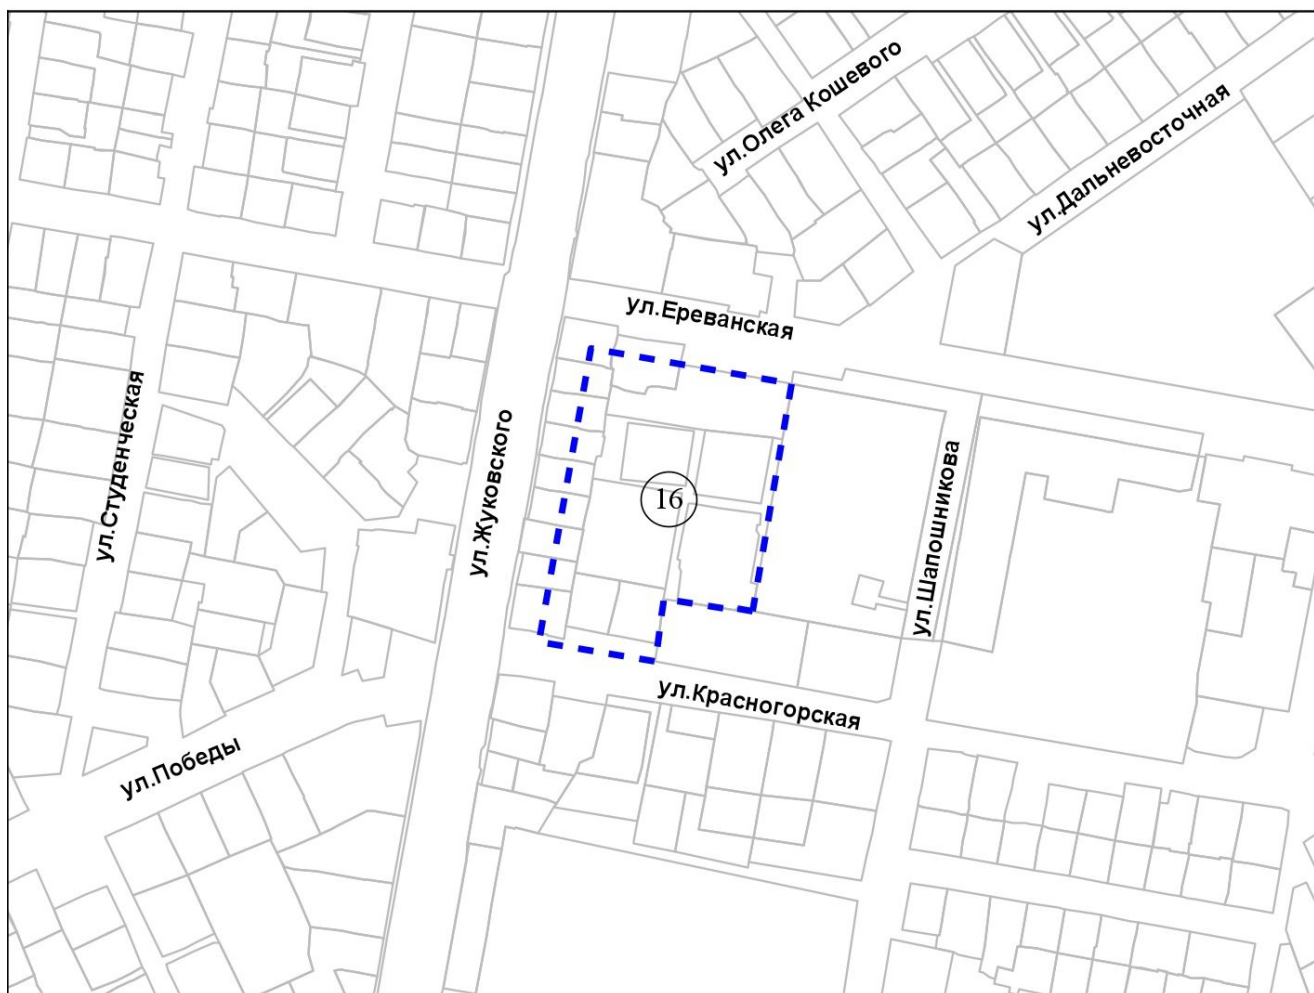 ул.Олега Кошевого
ул.Дальневосточная
ул.Ереванская
ул.Студенческая
ул.Жуковского
ул.Шапошникова
16
ул.Красногорская
ул.Победы